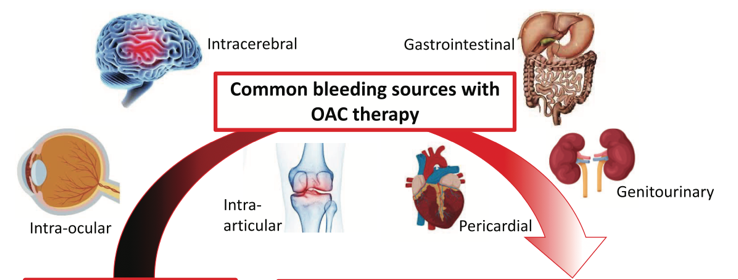 Intracerebral
Gastrointestinal
Common bleeding sources with
OAC therapy
Intra-ocular
Intra-
articular
Pericardial
Genitourinary